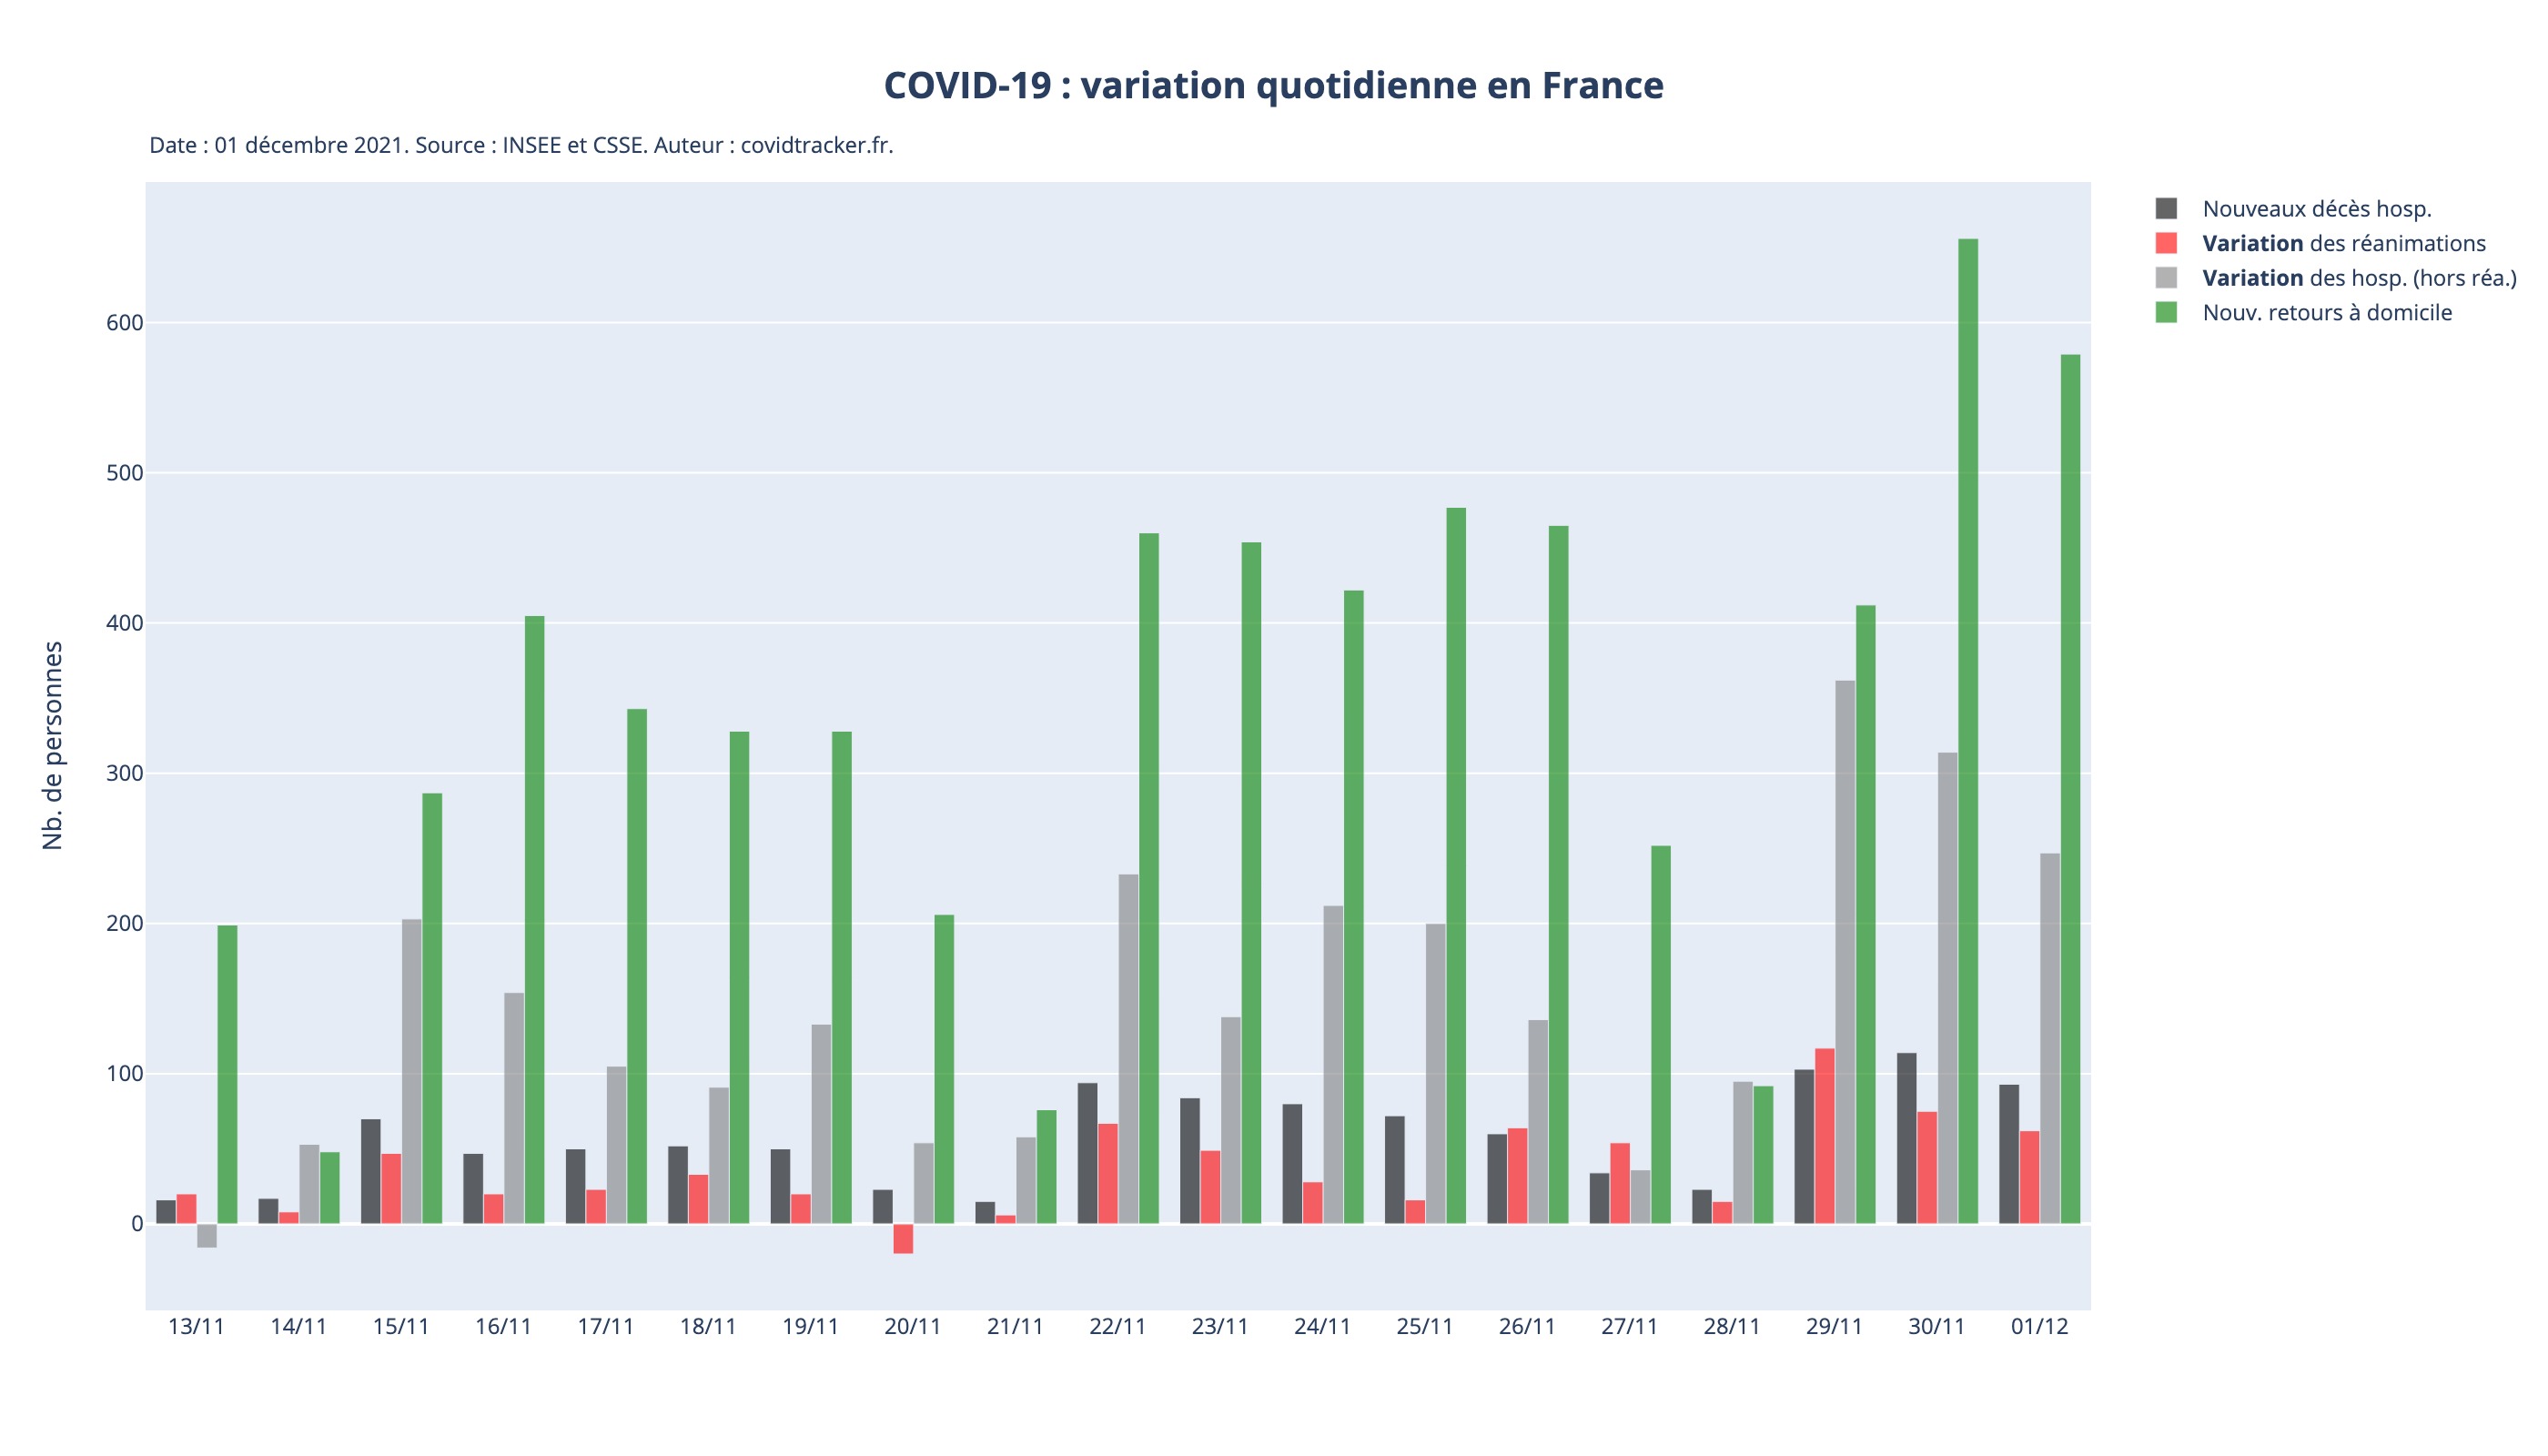 COVID-19 : variation quotidienne en France
Date : 01 décembre 2021. Source : INSEE et CSSE. Auteur : covidtracker.fr.
Nouveaux décès hosp.
Variation des réanimations
Variation des hosp. (hors réa.)
Nouv. retours à domicile
Nb. de personnes
600
500
400
300
200
100
0
13/11 14/11 15/11 16/11 17/11 18/11 19/11 20/11 21/11 22/11 23/11 24/11 25/11 26/11 27/11 28/11 29/11 30/11 01/12